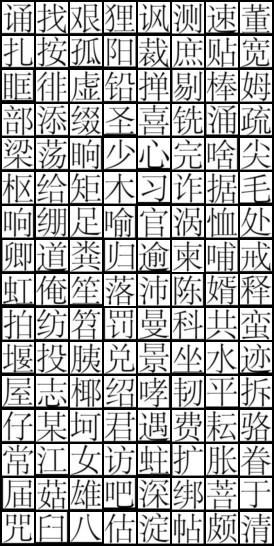 诵找艰狸讽测速董
扎按孤阳裁庶贴宽
眶徘虚铅掸剔棒姆
部添缀圣喜铣涌疏
梁荡晌少心完啥尖
枢给矩木习诈据毛
响绷足喻官涡恤处
卿道粪归逾柬哺戒
虹俺笙落沛陈婿释
拍纺笤罚曼科共蛮
堰投胰兑景坐水迹
屋志椰绍哮韧平拆
仔某坷君遇费耘骆
常江女访蛀扩胀眷
届菇雄吧深绑菩于
咒臼八估淀帖颇清